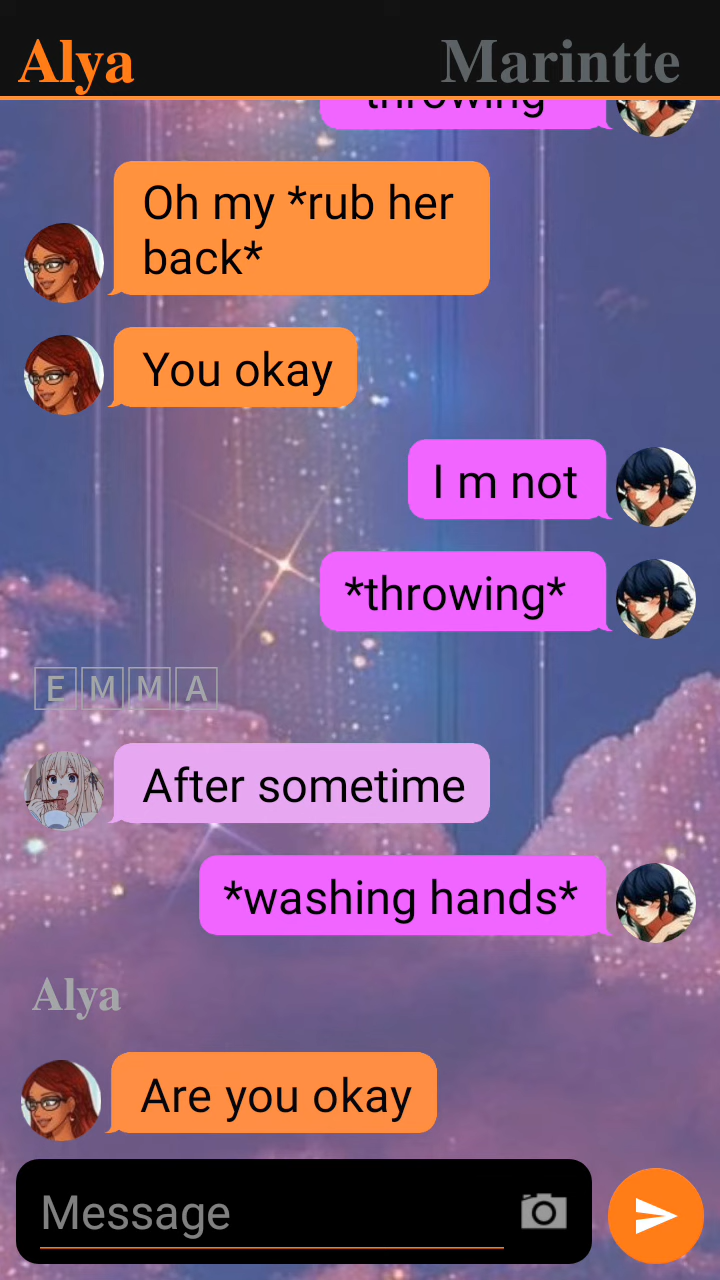 Alya
Marintte
throwing
Oh my *rub her
back*
You okay
I m not
*throwing*
EMMA
After sometime
*washing hands*
Alya
Are you okay
Message